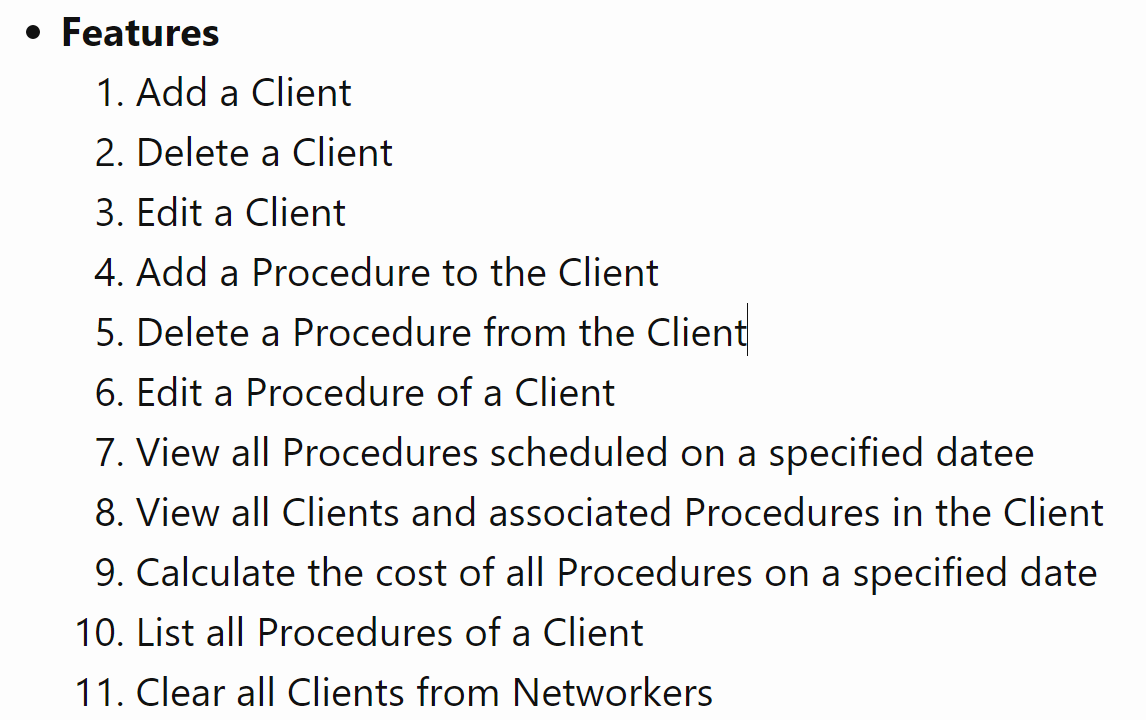 • Features
1. Add a Client
2. Delete a Client
3. Edit a Client
4. Add a Procedure to the Client
5. Delete a Procedure from the Client
6. Edit a Procedure of a Client
7. View all Procedures scheduled on a specified datee
8. View all Clients and associated Procedures in the Client
9. Calculate the cost of all Procedures on a specified date
10. List all Procedures of a Client
11. Clear all Clients from Networkers